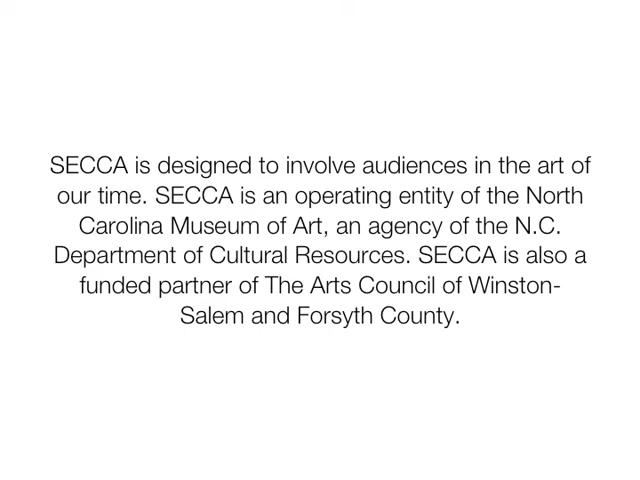 SECCA is designed to involve audiences in the art of
our time. SECCA is an operating entity of the North
Carolina Museum of Art, an agency of the N.C.
Department of Cultural Resources. SECCA is also a
funded partner of The Arts Council of Winston-
Salem and Forsyth County.